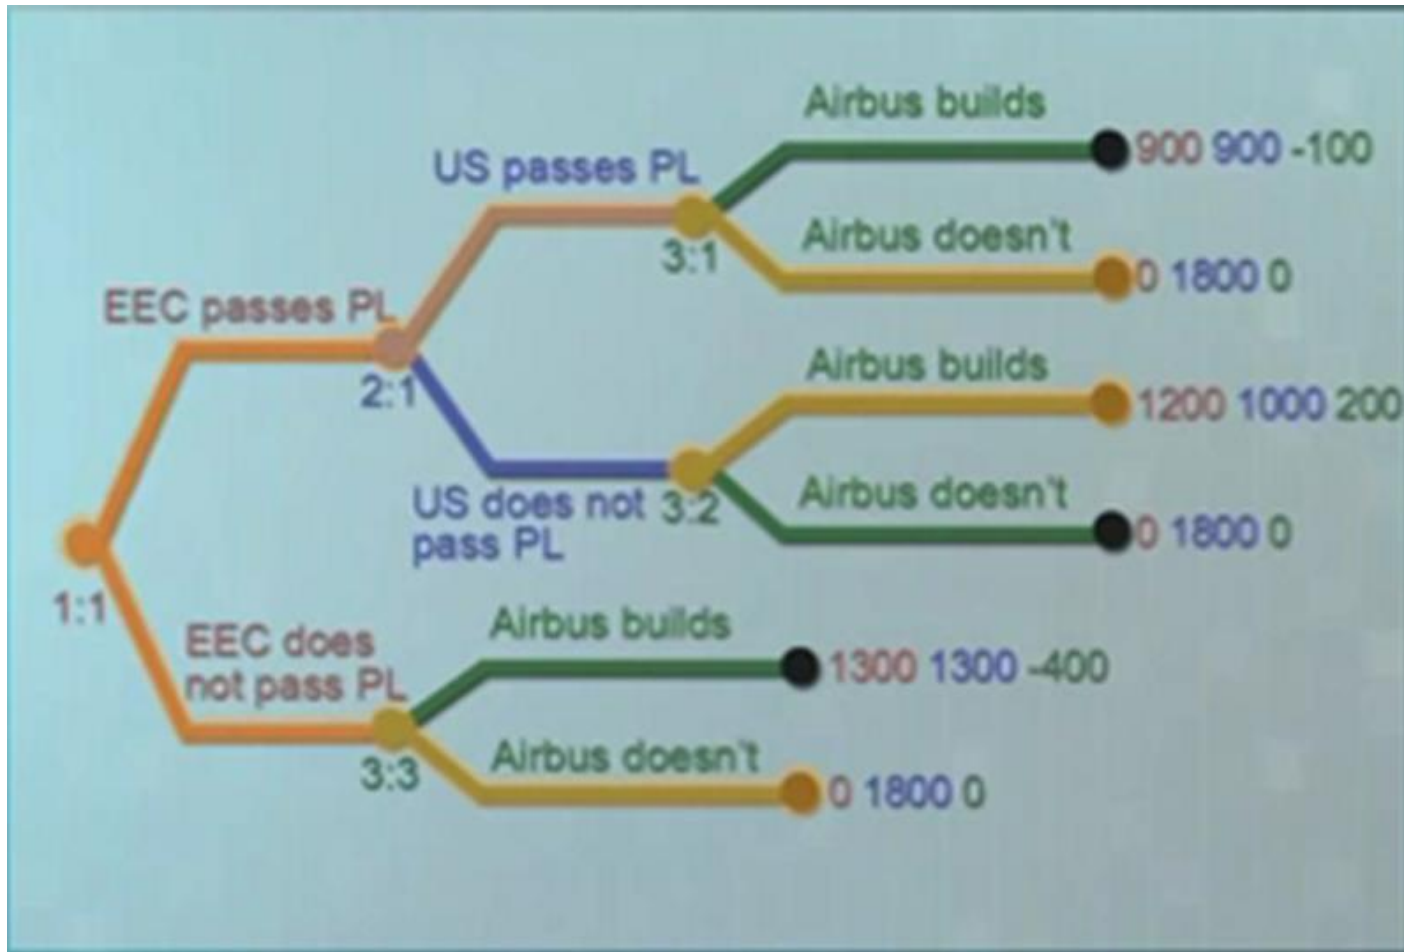 Airbus builds
900 900 -100
US passes PL
3:1
Airbus doesn't
0 1800 0
EEC passes PL
2:1
Airbus builds
1200 1000 200
US does not
pass PL
3:2
Airbus doesn't
0 1800 0
1:1
EEC does
not pass PL
3:3
Airbus builds
1300 1300 -400
Airbus doesn't
0 1800 0